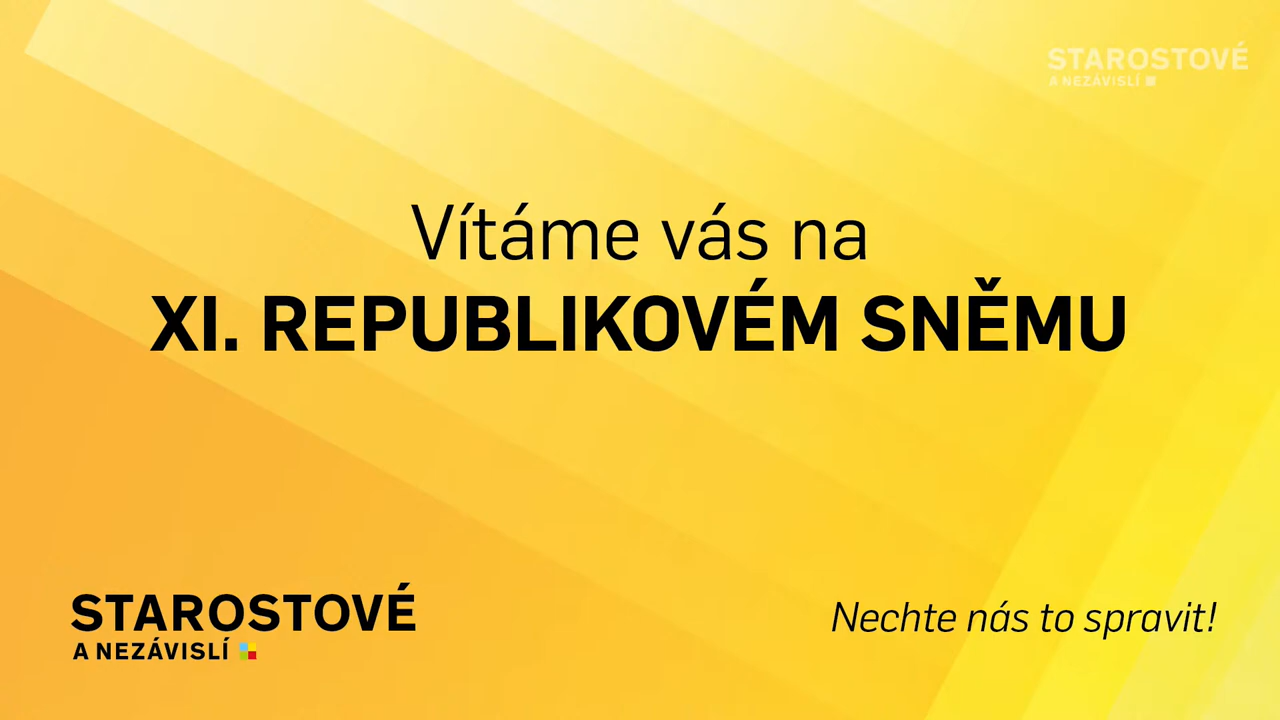 STAROSTOVÉ
A NEZÁVISLÍ
Vítáme vás na
XI. REPUBLIKOVÉM SNĚMU
STAROSTOVÉ
A NEZÁVISLÍ
Nechte nás to spravit!